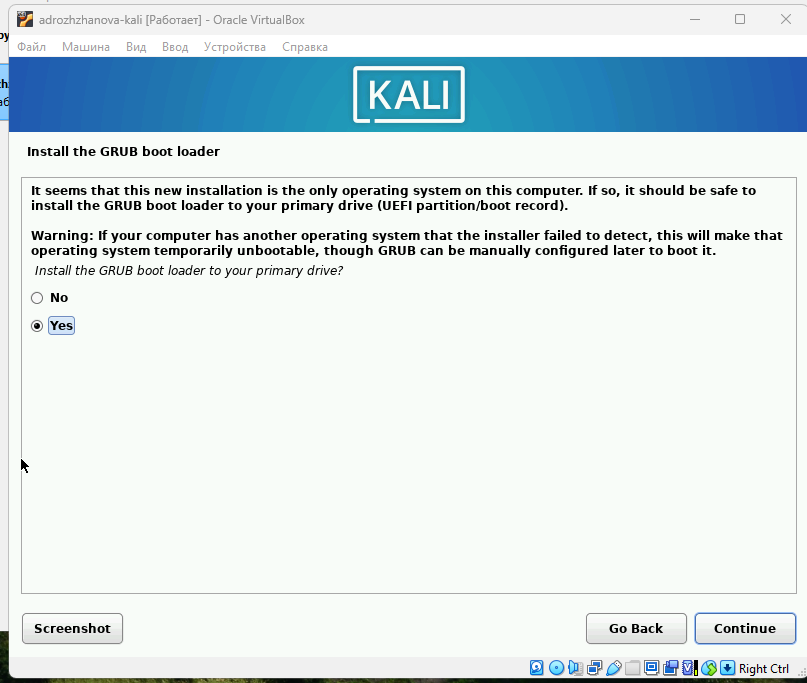 adrozhzhanova-kali [Работает] - Oracle VirtualBox
Файл Машина Вид Ввод Устройства Справка
KALI
Install the GRUB boot loader
It seems that this new installation is the only operating system on this computer. If so, it should be safe to
install the GRUB boot loader to your primary drive (UEFI partition/boot record).
Warning: If your computer has another operating system that the installer failed to detect, this will make that
operating system temporarily unbootable, though GRUB can be manually configured later to boot it.
Install the GRUB boot loader to your primary drive?
No
Yes
Screenshot Go Back Continue
Right Ctrl